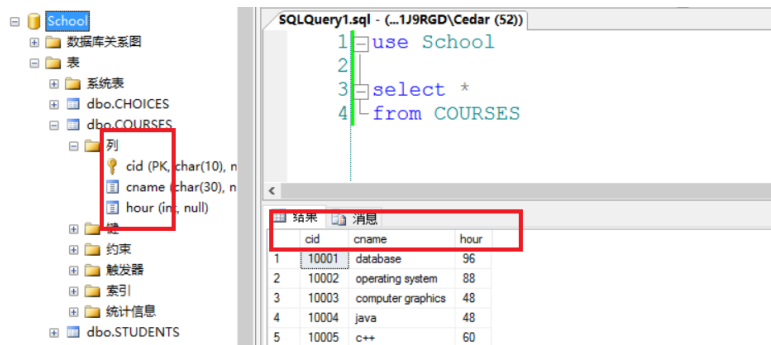 School
数据库关系图
表
系统表
dbo.CHOICES
dbo.COURSES
列
cid (PK, char(10), n
cname (char(30), n
hour (int, null)
键
约束
触发器
索引
统计信息
dbo.STUDENTS
SQLQuery1.sql - (...1J9RGD\Cedar (52))
1 use School
2
3 select *
4 from COURSES
结果 消息
cid cname hour
1 10001 database 96
2 10002 operating system 88
3 10003 computer graphics 48
4 10004 java 48
5 10005 c++ 60